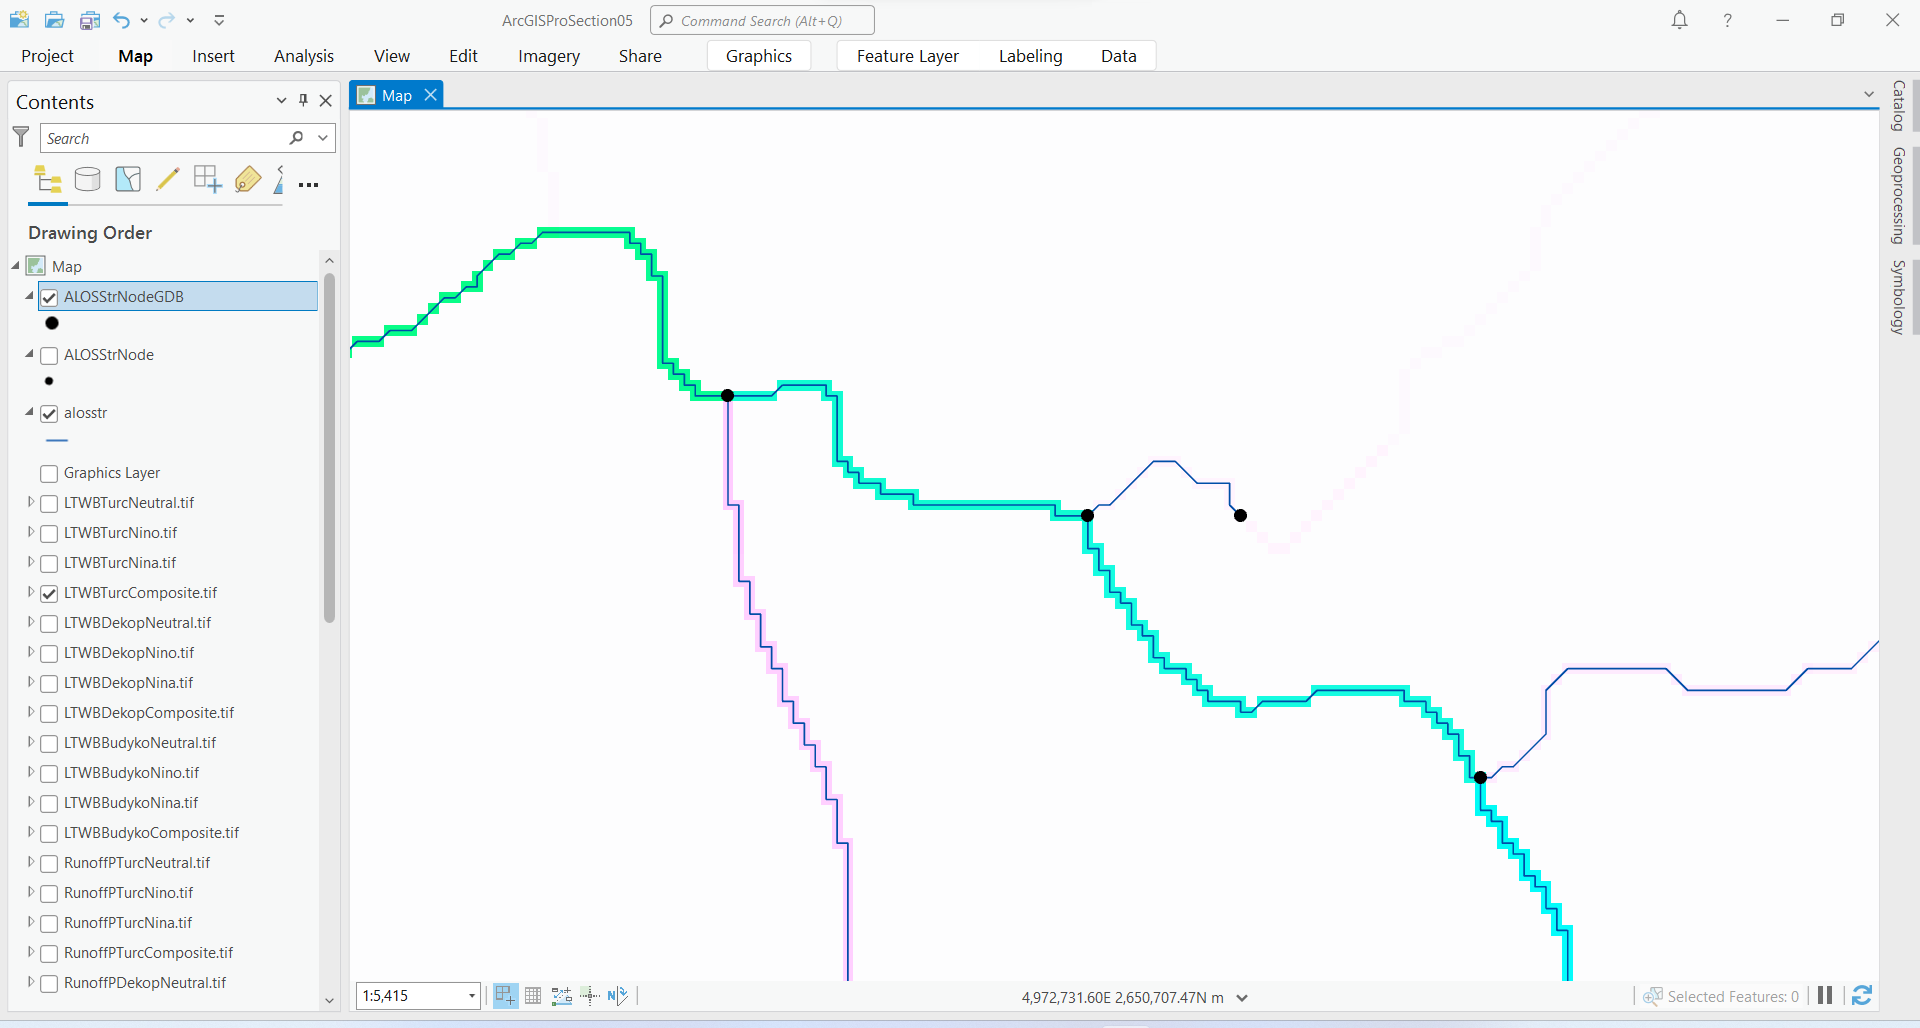 ArcGISProSection05
Command Search (Alt+Q)
?
Project Map Insert Analysis View Edit Imagery Share Graphics Feature Layer Labeling Data
Contents
Search
Drawing Order
Map
ALOSStrNodeGDB
ALOSStrNode
alosstr
Graphics Layer
LTWBTurcNeutral.tif
LTWBTurcNino.tif
LTWBTurcNina.tif
LTWBTurcComposite.tif
LTWBDekopNeutral.tif
LTWBDekopNino.tif
LTWBDekopNina.tif
LTWBDekopComposite.tif
LTWBBudykoNeutral.tif
LTWBBudykoNino.tif
LTWBBudykoNina.tif
LTWBBudykoComposite.tif
RunoffPTurcNeutral.tif
RunoffPTurcNino.tif
RunoffPTurcNina.tif
RunoffPTurcComposite.tif
RunoffPDekopNeutral.tif
Map
1:5,415
N
4,972,731.60E 2,650,707.47N m
Selected Features: 0
Catalog
Geoprocessing
Symbology